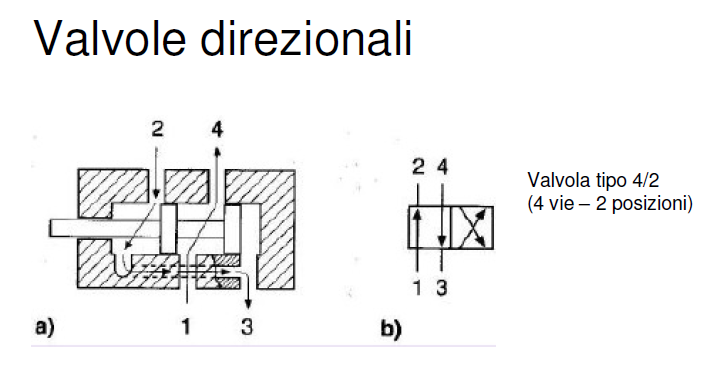 Valvole direzionali
2 4
2 4
Valvola tipo 4/2
(4 vie – 2 posizioni)
1 3
a) 1 3 b)